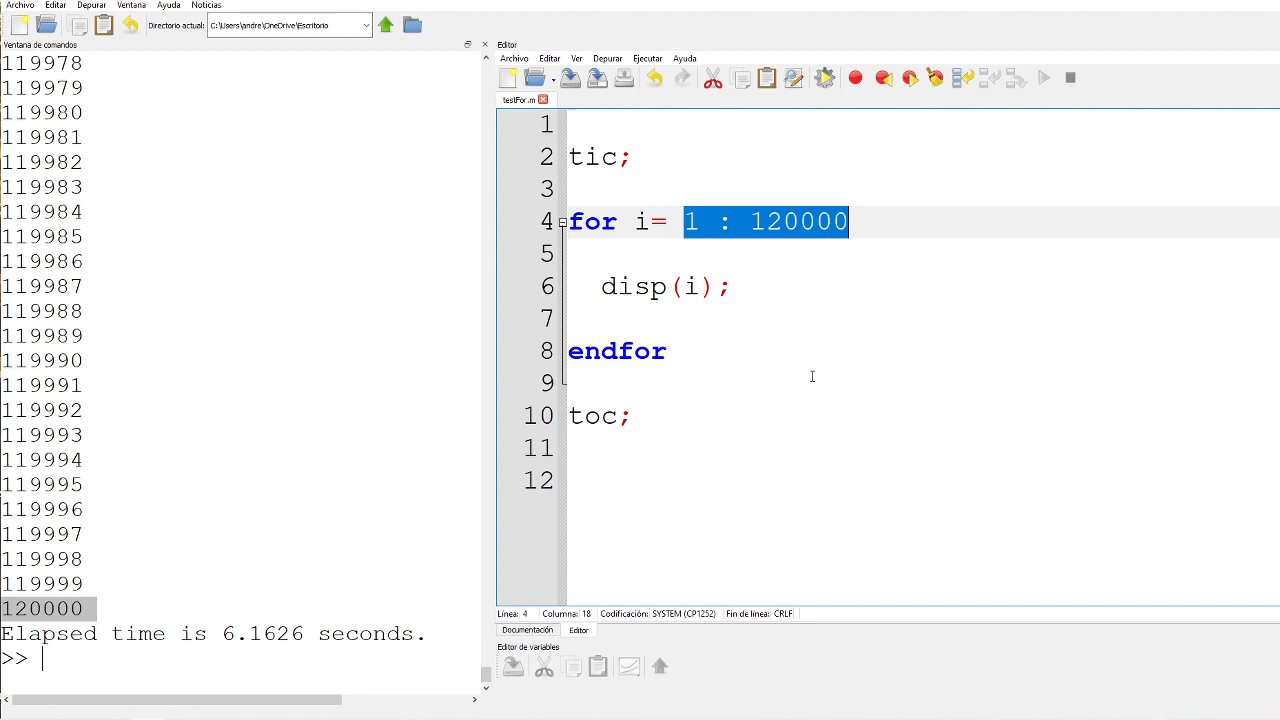 Archivo Editar Depurar Ventana Ayuda Noticias
Directorio actual: C:\Users\andre\OneDrive\Escritorio
Ventana de comandos
119978
119979
119980
119981
119982
119983
119984
119985
119986
119987
119988
119989
119990
119991
119992
119993
119994
119995
119996
119997
119998
119999
120000
Elapsed time is 6.1626 seconds.
>>
Editor
Archivo Editar Ver Depurar Ejecutar Ayuda
testFor.m
1
2 tic;
3
4 for i= 1 : 120000
5
6 disp(i);
7
8 endfor
9
10 toc;
11
12
Línea: 4 Columna: 18 Codificación: SYSTEM (CP1252) Fin de línea: CRLF
Documentación Editor
Editor de variables